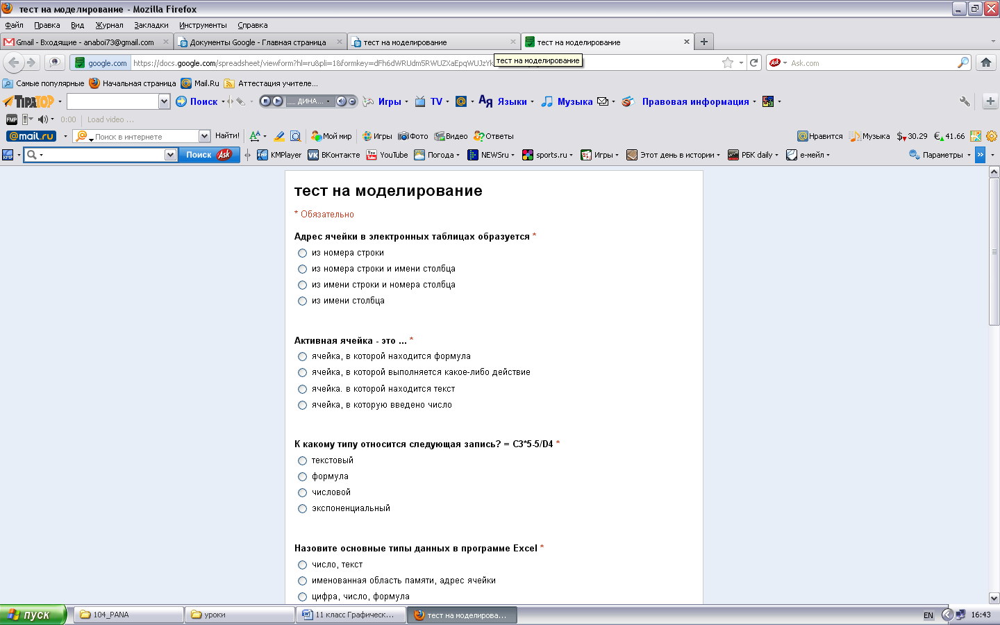 тест на моделирование - Mozilla Firefox
Файл Правка Вид Журнал Закладки Инструменты Справка
Gmail - Входящие - anaboi73@gmail.com
Документы Google - Главная страница
тест на моделирование
тест на моделирование
google.com
https://docs.google.com/spreadsheet/viewform?hl=ru&pli=1&formkey=dFh6dWRUdm5RWUZXaEpqWUJzYk
тест на моделирование
Ask Ask.com
Самые популярные Начальная страница Mail.Ru Аттестация учителе...
ТIРАТОР Поиск ..... ДИНА... Игры TV Ая Языки Музыка Правовая информация
FMP 0:00 Load video ...
@mail.ru Поиск в интернете Найти! Мой мир Игры Фото Видео Ответы Нравится Музыка $ 30.29 € 41.66
KMP Поиск Ask KMPlayer ВКонтакте YouTube Погода NEWSru sports.ru Игры Этот день в истории РБК daily е-мейл Параметры »
тест на моделирование
* Обязательно
Адрес ячейки в электронных таблицах образуется *
из номера строки
из номера строки и имени столбца
из имени строки и номера столбца
из имени столбца
Активная ячейка - это ... *
ячейка, в которой находится формула
ячейка, в которой выполняется какое-либо действие
ячейка. в которой находится текст
ячейка, в которую введено число
К какому типу относится следующая запись? = C3*5-5/D4 *
текстовый
формула
числовой
экспоненциальный
Назовите основные типы данных в программе Excel *
число, текст
именованная область памяти, адрес ячейки
цифра, число, формула
пуск 104_PANA уроки 11 класс Графическ... тест на моделирова... EN 16:43